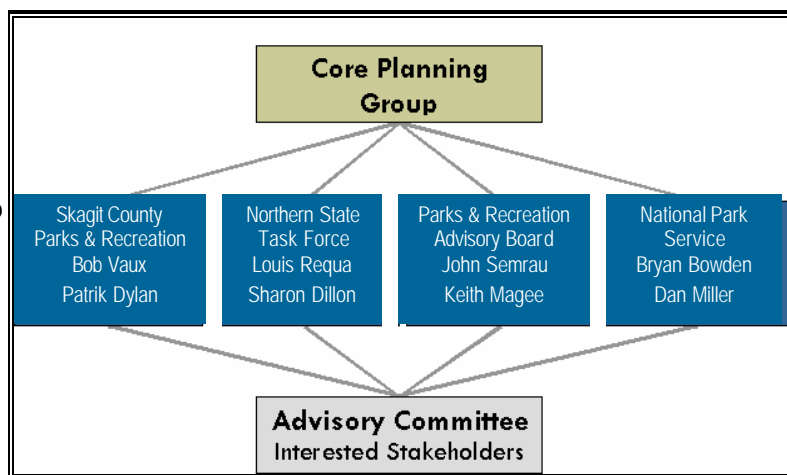 Core Planning
Group
Skagit County
Parks & Recreation
Bob Vaux
Patrik Dylan
Northern State
Task Force
Louis Requa
Sharon Dillon
Parks & Recreation
Advisory Board
John Semrau
Keith Magee
National Park
Service
Bryan Bowden
Dan Miller
Advisory Committee
Interested Stakeholders